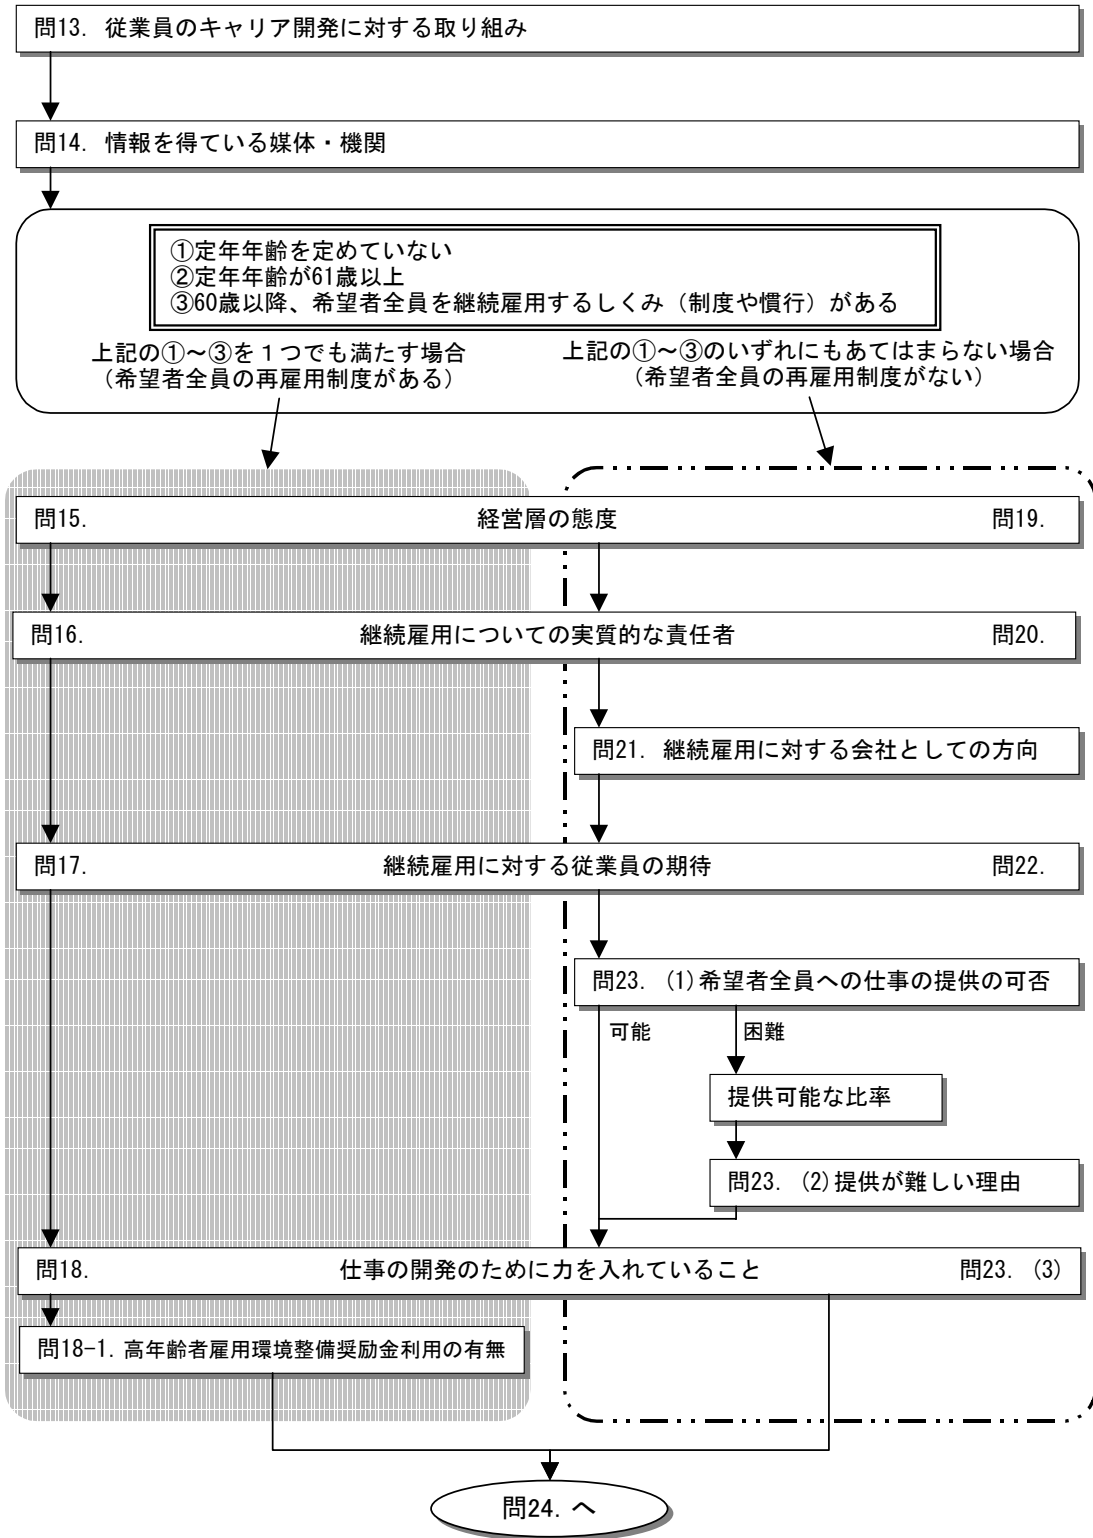 問13. 従業員のキャリア開発に対する取り組み
問14. 情報を得ている媒体・機関
①定年年齢を定めていない
②定年年齢が61歳以上
③60歳以降、希望者全員を継続雇用するしくみ（制度や慣行）がある
上記の①～③を１つでも満たす場合
（希望者全員の再雇用制度がある）
上記の①～③のいずれにもあてはまらない場合
（希望者全員の再雇用制度がない）
問15. 経営層の態度 問19.
問16. 継続雇用についての実質的な責任者 問20.
問21. 継続雇用に対する会社としての方向
問17. 継続雇用に対する従業員の期待 問22.
問23. (1)希望者全員への仕事の提供の可否
可能 困難
提供可能な比率
問23. (2)提供が難しい理由
問18. 仕事の開発のために力を入れていること 問23. (3)
問18-1. 高年齢者雇用環境整備奨励金利用の有無
問24. へ